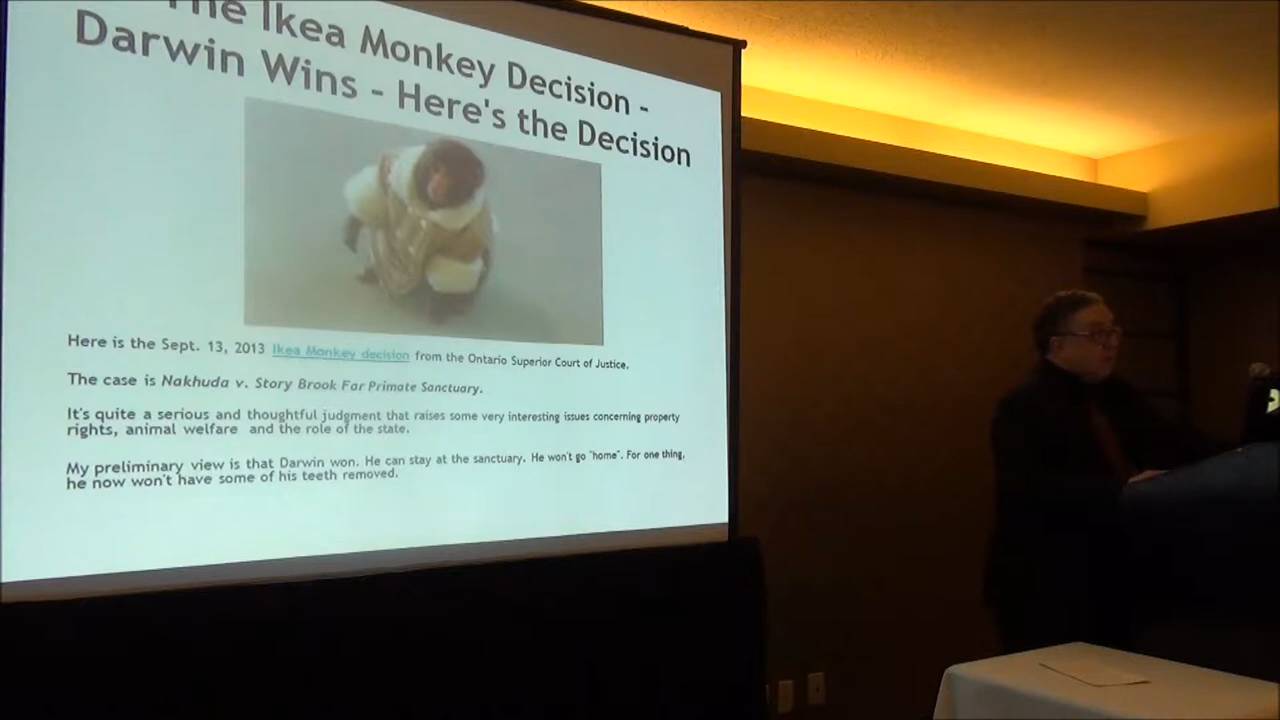 The Ikea Monkey Decision -
Darwin Wins - Here's the Decision
Here is the Sept. 13, 2013 Ikea Monkey decision from the Ontario Superior Court of Justice.
The case is Nakhuda v. Story Brook Far Primate Sanctuary.
It's quite a serious and thoughtful judgment that raises some very interesting issues concerning property
rights, animal welfare and the role of the state.
My preliminary view is that Darwin won. He can stay at the sanctuary. He won't go "home". For one thing,
he now won't have some of his teeth removed.